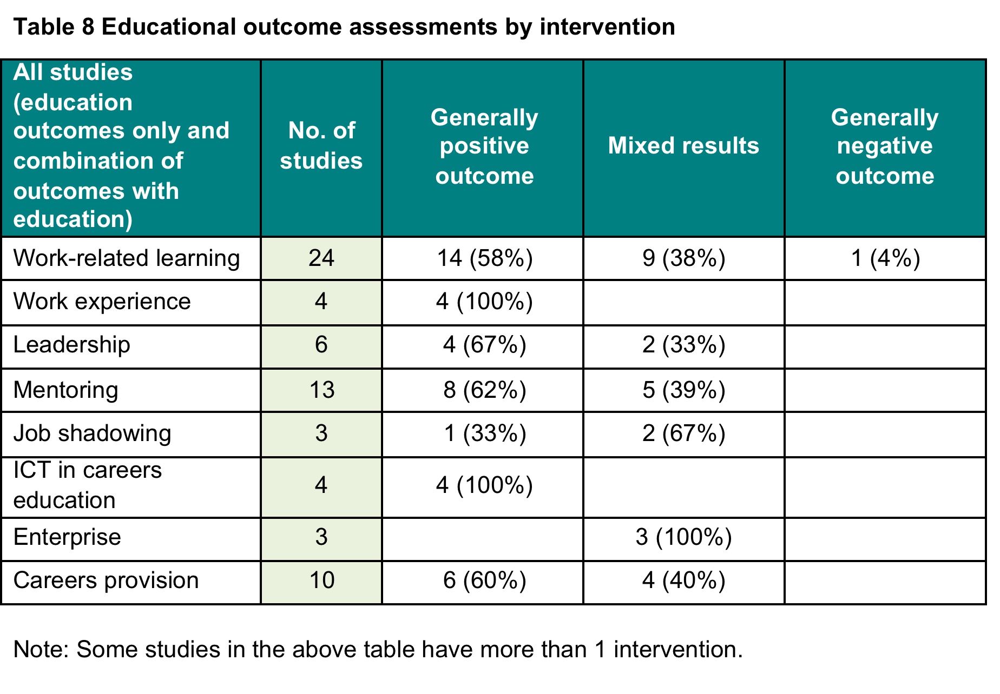 Table 8 Educational outcome assessments by intervention
All studies
(education
outcomes only and
combination of
outcomes with
education)
No. of
studies
Generally
positive
outcome
Mixed results
Generally
negative
outcome
Work-related learning 24 14 (58%) 9 (38%) 1 (4%)
Work experience 4 4 (100%)
Leadership 6 4 (67%) 2 (33%)
Mentoring 13 8 (62%) 5 (39%)
Job shadowing 3 1 (33%) 2 (67%)
ICT in careers
education
4 4 (100%)
Enterprise 3 3 (100%)
Careers provision 10 6 (60%) 4 (40%)
Note: Some studies in the above table have more than 1 intervention.